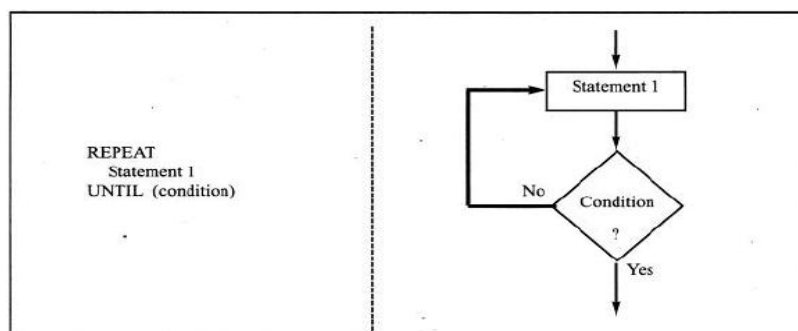 REPEAT
Statement 1
UNTIL (condition)
Statement 1
No
Condition
?
Yes